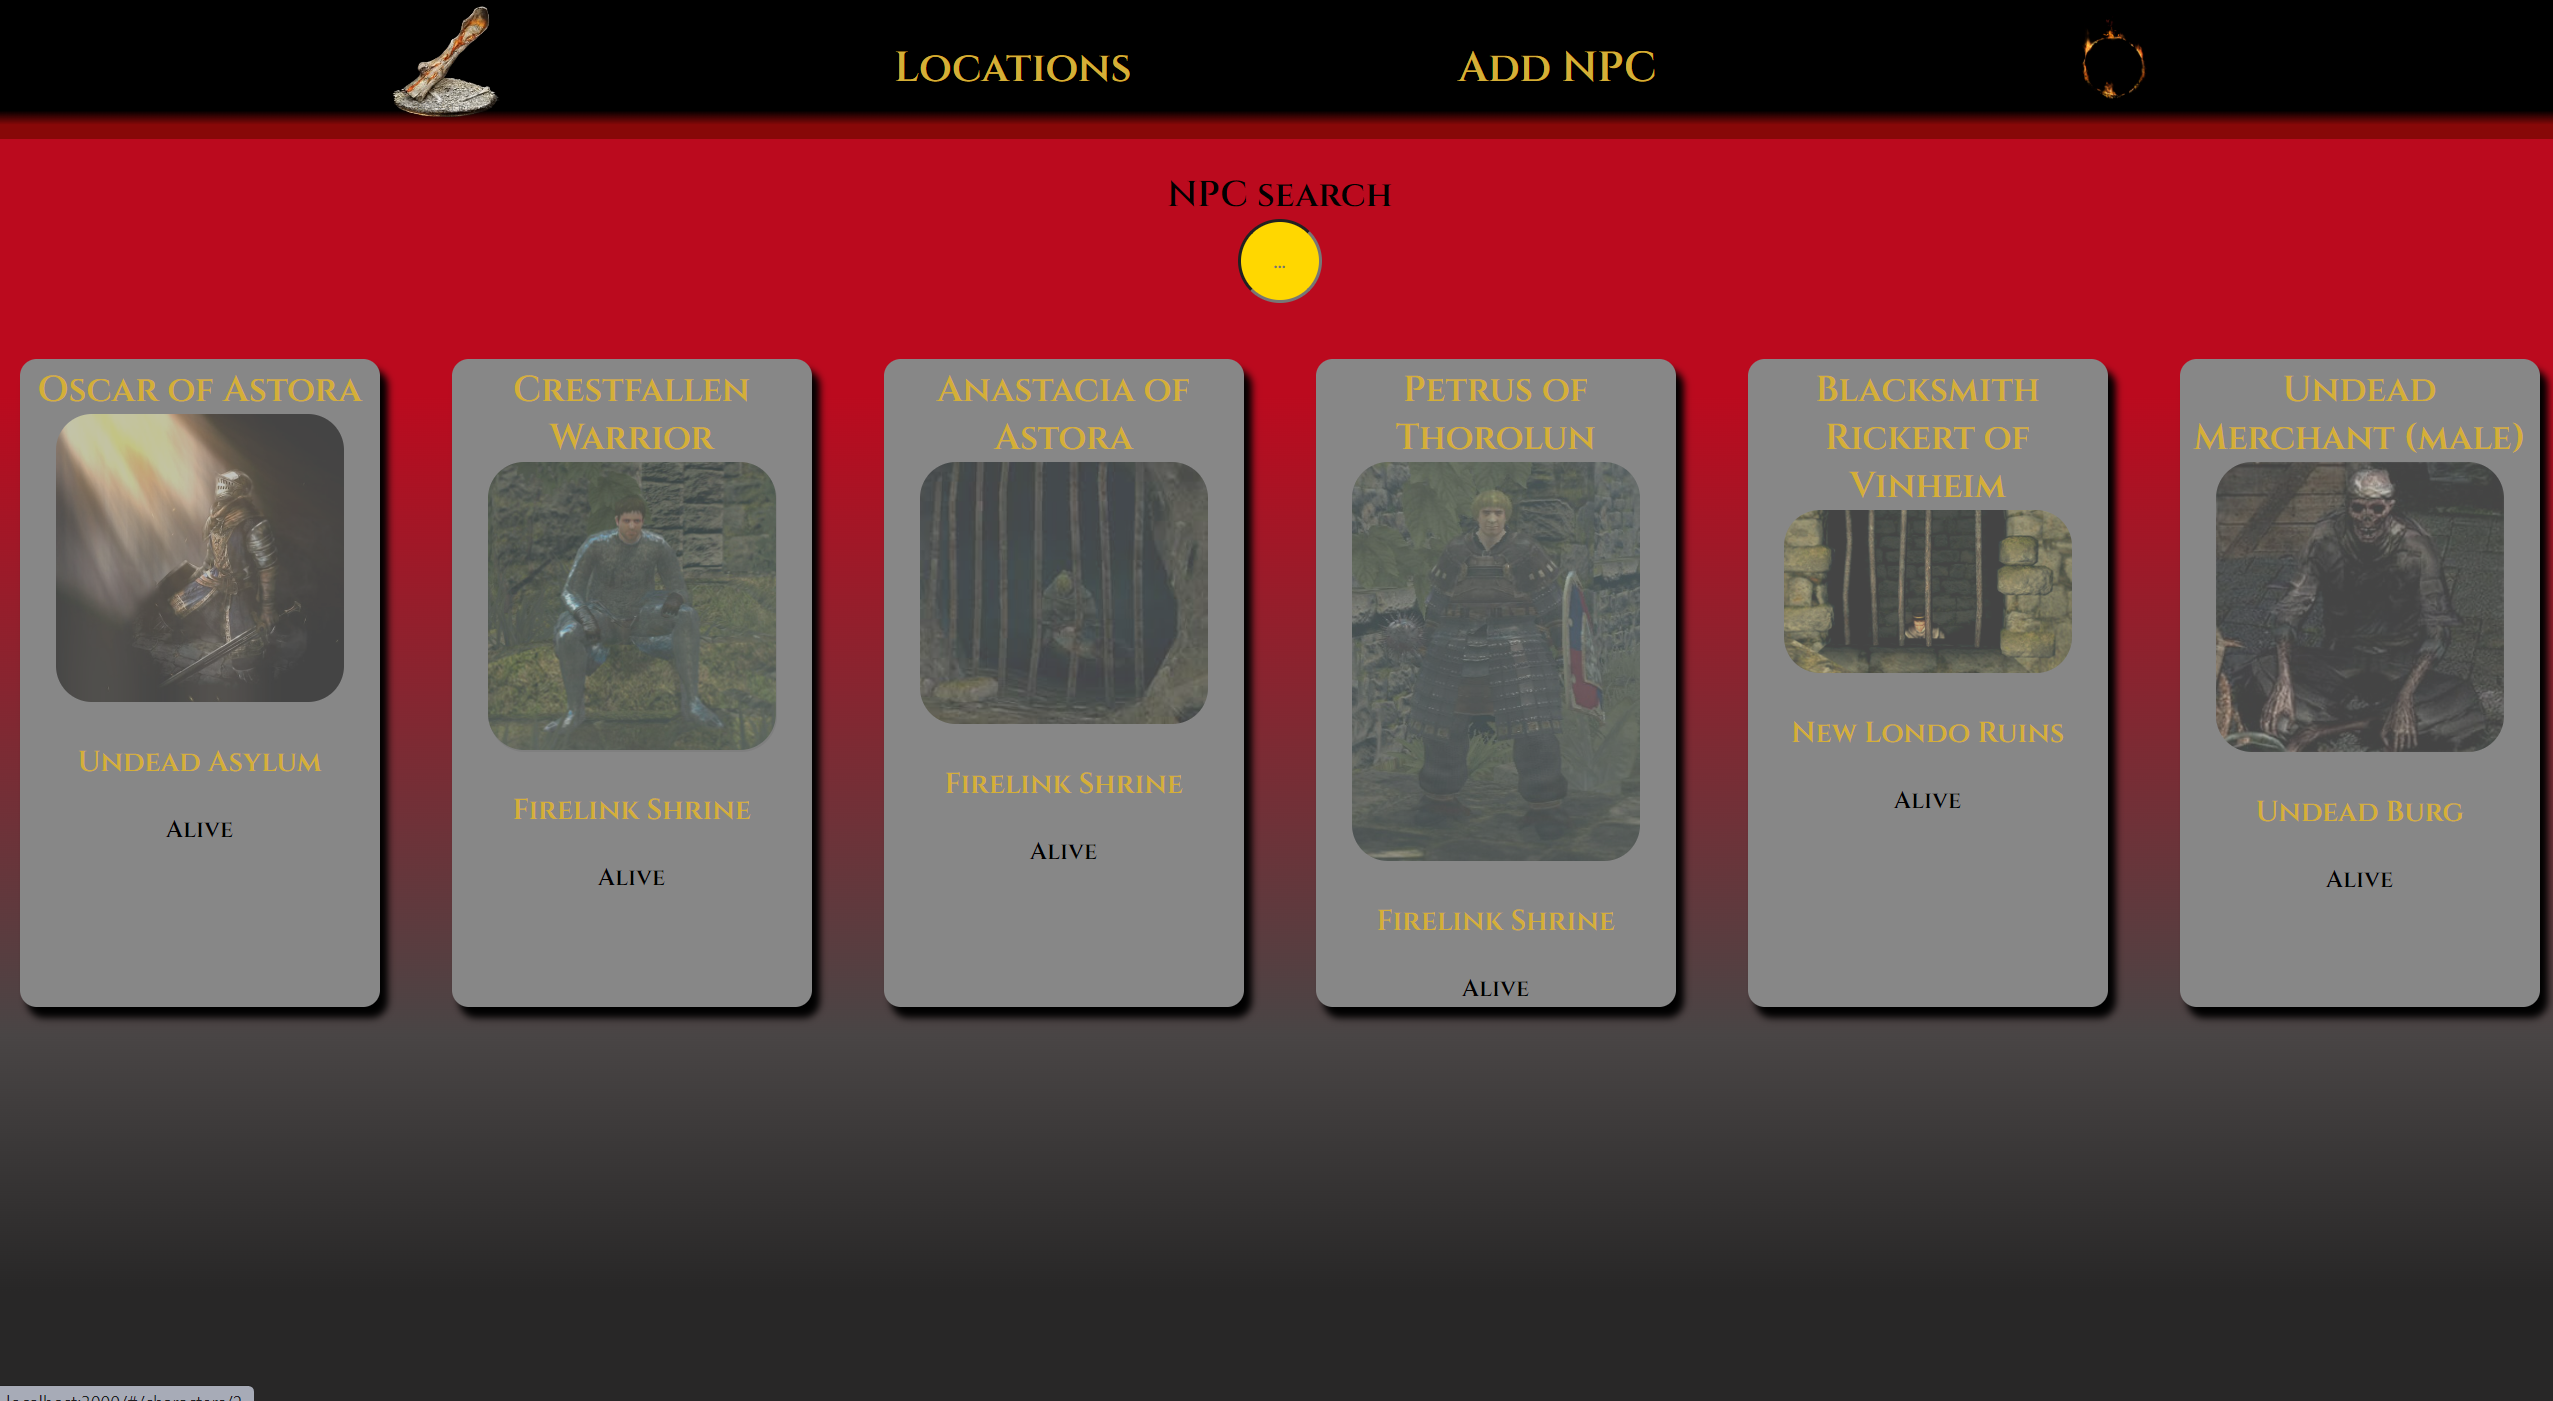 Locations
Add NPC
NPC search
...
Oscar of Astora
Undead Asylum
Alive
Crestfallen
Warrior
Firelink Shrine
Alive
Anastacia of
Astora
Firelink Shrine
Alive
Petrus of
Thorolun
Firelink Shrine
Alive
Blacksmith
Rickert of
Vinheim
New Londo Ruins
Alive
Undead
Merchant (male)
Undead Burg
Alive